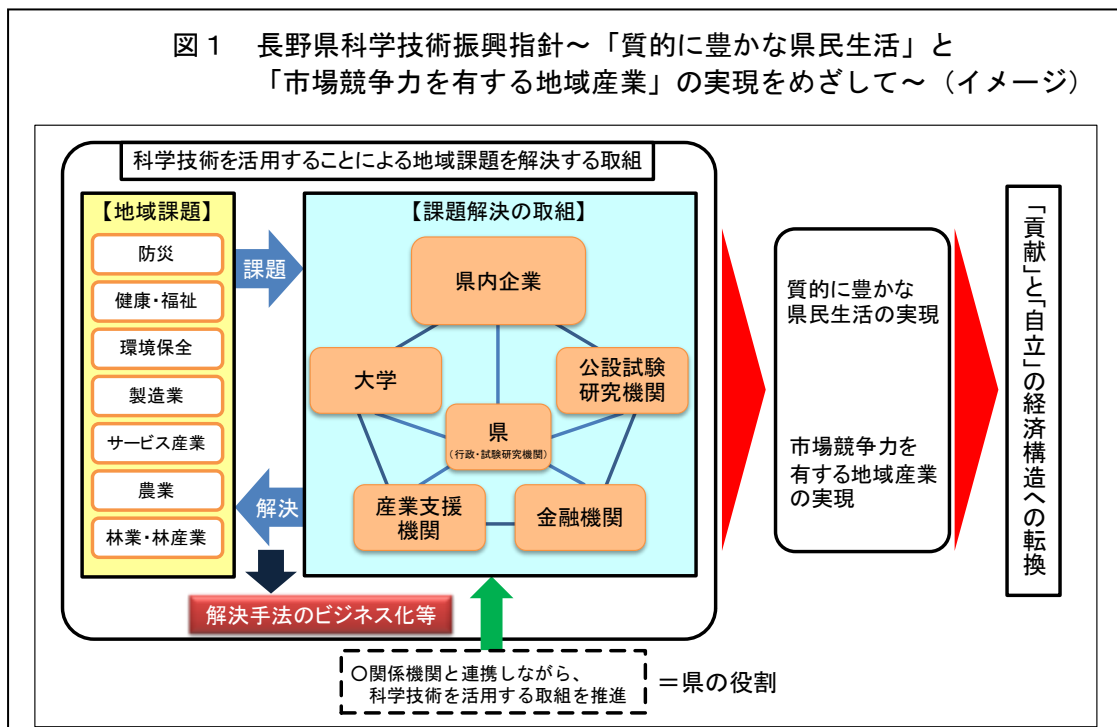 図１ 長野県科学技術振興指針～「質的に豊かな県民生活」と
「市場競争力を有する地域産業」の実現をめざして～（イメージ）
科学技術を活用することによる地域課題を解決する取組
【地域課題】
防災
健康・福祉
環境保全
製造業
サービス産業
農業
林業・林産業
課題
解決
【課題解決の取組】
県内企業
大学
公設試験
研究機関
県
（行政・試験研究機関）
産業支援
機関
金融機関
解決手法のビジネス化等
〇関係機関と連携しながら、
科学技術を活用する取組を推進
＝県の役割
質的に豊かな
県民生活の実現
市場競争力を
有する地域産業
の実現
「貢献」と「自立」の経済構造への転換